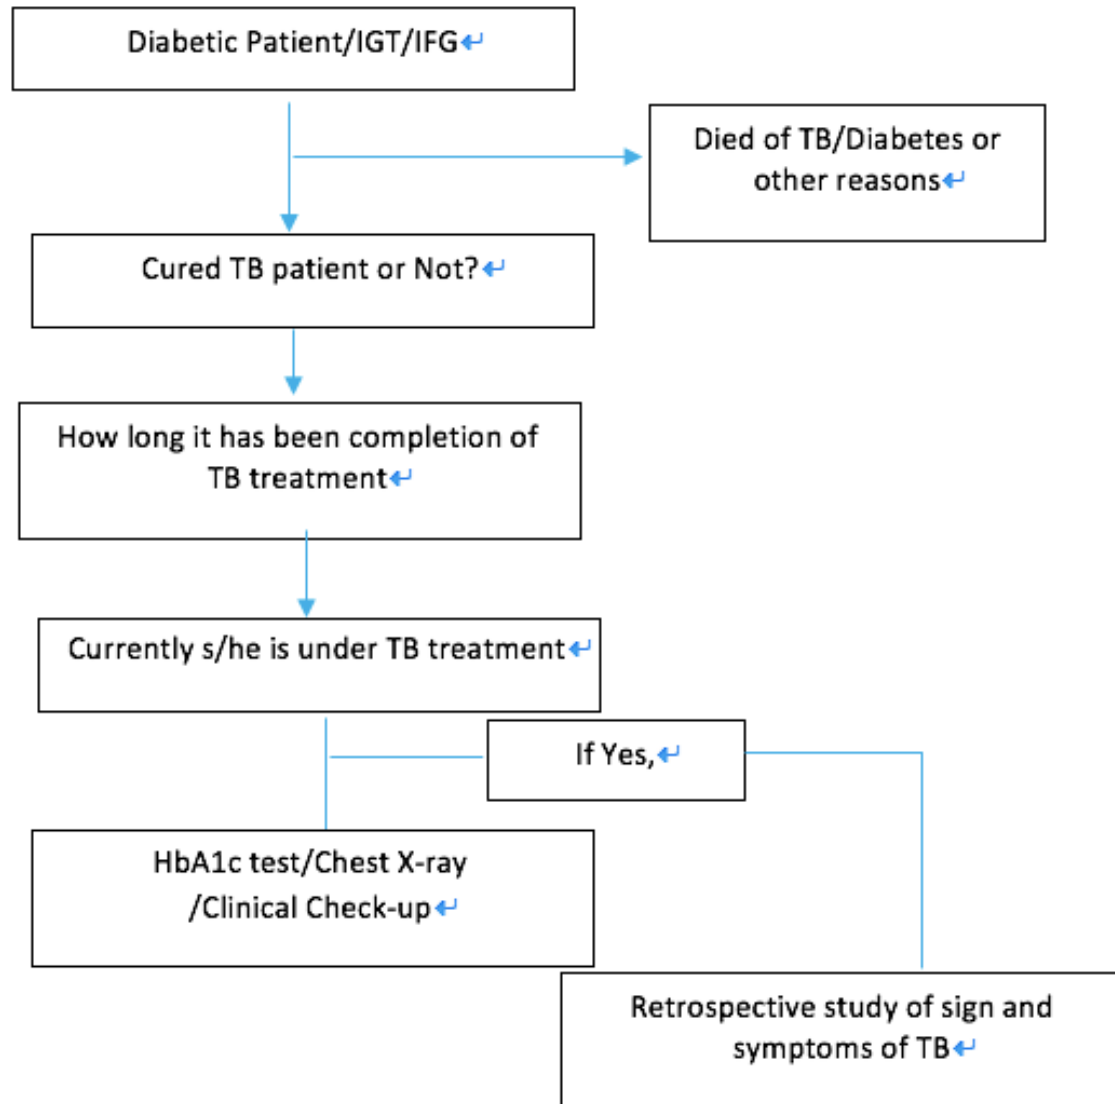 Diabetic Patient/IGT/IFG↵
Died of TB/Diabetes or
other reasons↵
Cured TB patient or Not?↵
How long it has been completion of
TB treatment↵
Currently s/he is under TB treatment↵
If Yes,↵
HbA1c test/Chest X-ray
/Clinical Check-up↵
Retrospective study of sign and
symptoms of TB↵